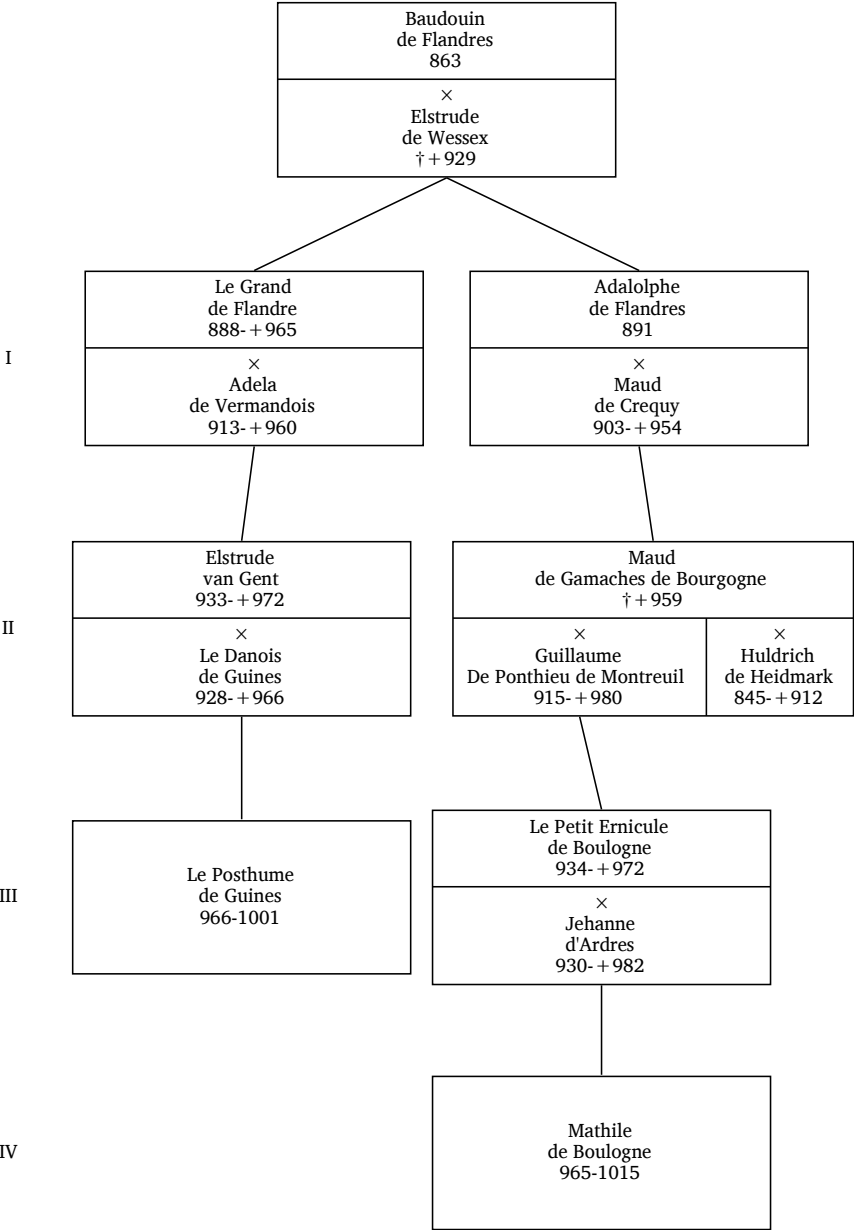 Baudouin
de Flandres
863
×
Elstrude
de Wessex
†+929
I
Le Grand
de Flandre
888-+965
×
Adela
de Vermandois
913-+960
Adalolphe
de Flandres
891
×
Maud
de Crequy
903-+954
II
Elstrude
van Gent
933-+972
×
Le Danois
de Guines
928-+966
Maud
de Gamaches de Bourgogne
†+959
×
Guillaume
De Ponthieu de Montreuil
915-+980
×
Huldrich
de Heidmark
845-+912
III
Le Posthume
de Guines
966-1001
Le Petit Ernicule
de Boulogne
934-+972
×
Jehanne
d'Ardres
930-+982
IV
Mathile
de Boulogne
965-1015